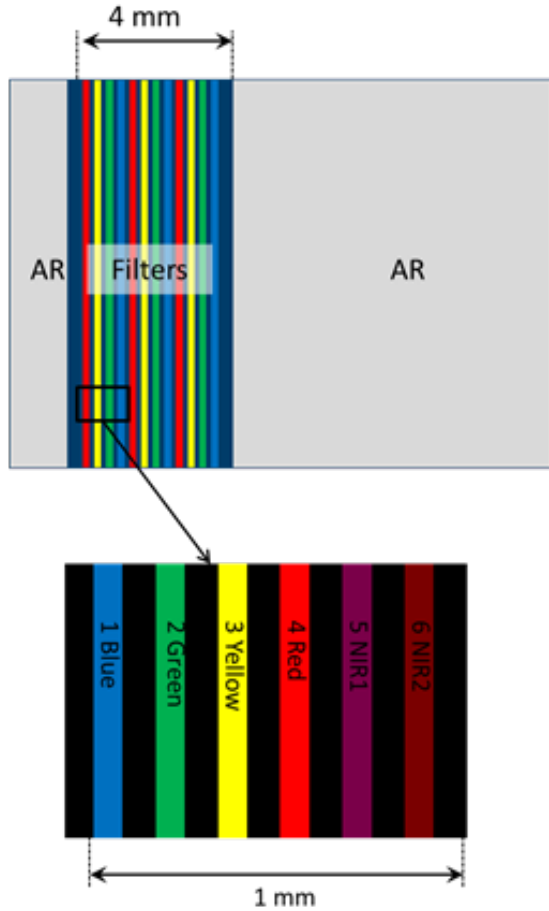 4 mm
AR
Filters
AR
1 Blue
2 Green
3 Yellow
4 Red
5 NIR1
6 NIR2
1 mm